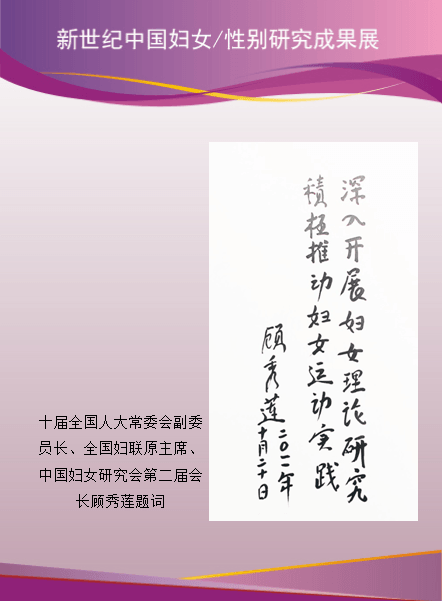 新世纪中国妇女/性别研究成果展
深入开展妇女理论研究
積极推动妇女运动实践
顾秀莲
二〇一一年
十月二十日
十届全国人大常委会副委
员长、全国妇联原主席、
中国妇女研究会第二届会
长顾秀莲题词